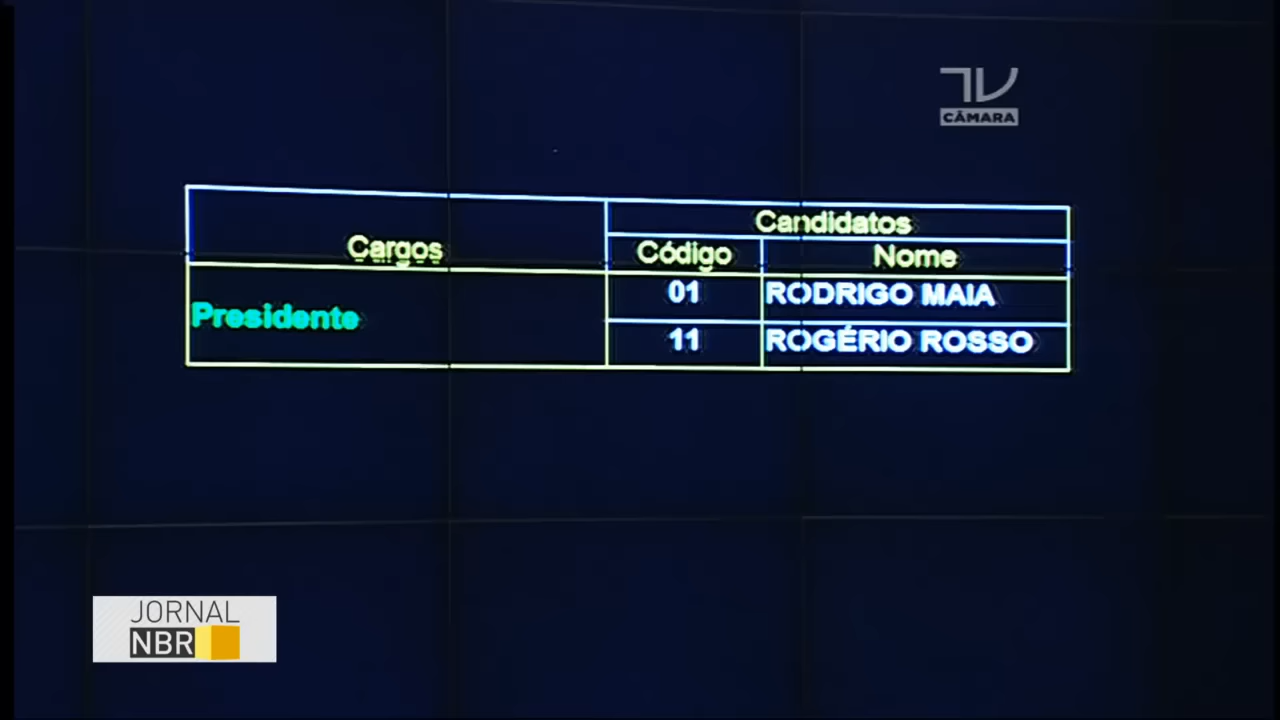 TV
CÂMARA
Candidatos
Cargos
Código
Nome
Presidente
01
RODRIGO MAIA
11
ROGÉRIO ROSSO
JORNAL
NBR